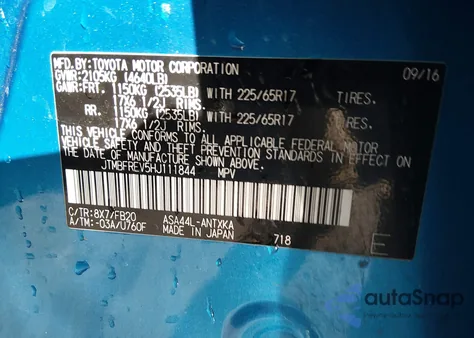 MFD.BY:TOYOTA MOTOR CORPORATION 09/16
GVWR:2105KG (4640LB)
GAWR:FRT. 1150KG (2535LB) WITH 225/65R17 TIRES.
17X6 1/2J RIMS.
RR. 1150KG (2535LB) WITH 225/65R17 TIRES.
17X6 1/2J RIMS.
THIS VEHICLE CONFORMS TO ALL APPLICABLE FEDERAL MOTOR
VEHICLE SAFETY AND THEFT PREVENTION STANDARDS IN EFFECT ON
THE DATE OF MANUFACTURE SHOWN ABOVE.
JTMBFREV5HJ111844 MPV
C/TR:8X7/FB20 ASA44L-ANTXKA
A/TM:-03A/U760F MADE IN JAPAN 718 E
autoSnap